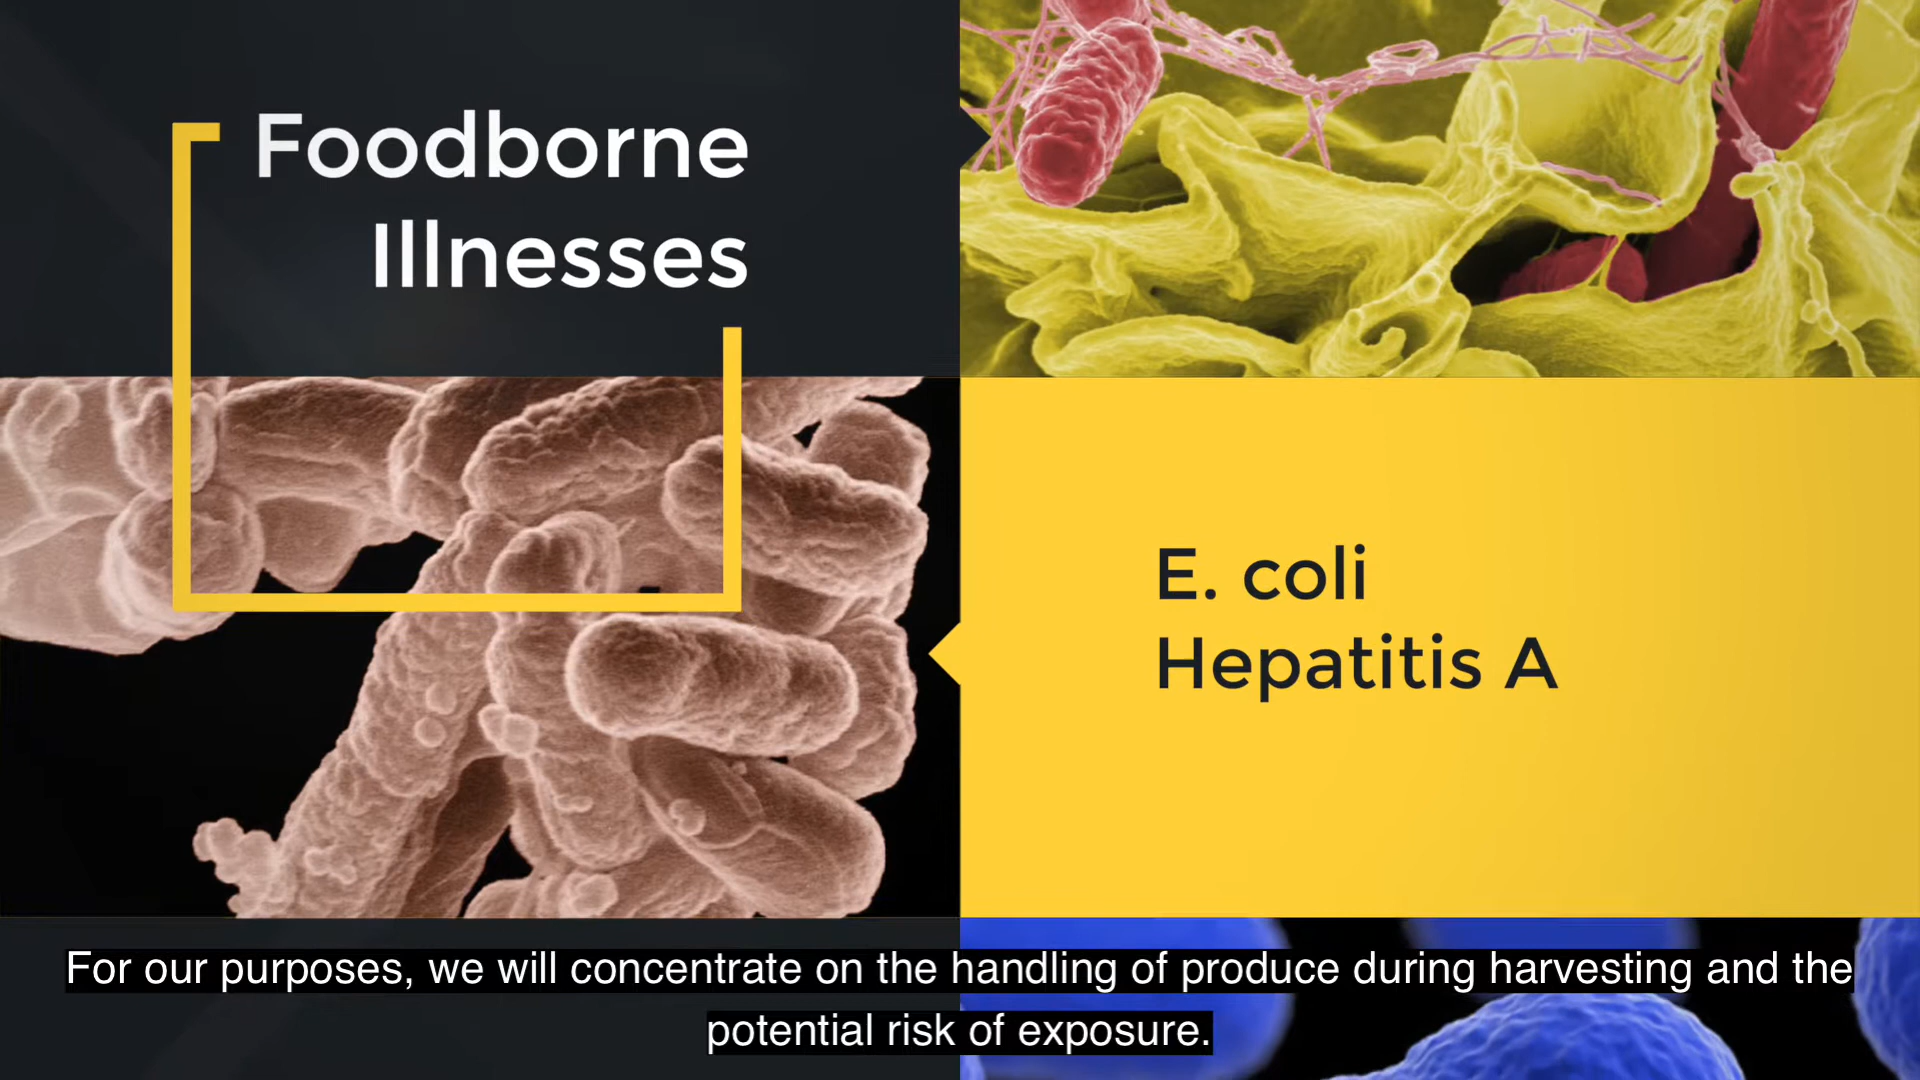 Foodborne
Illnesses
E. coli
Hepatitis A
For our purposes, we will concentrate on the handling of produce during harvesting and the
potential risk of exposure.